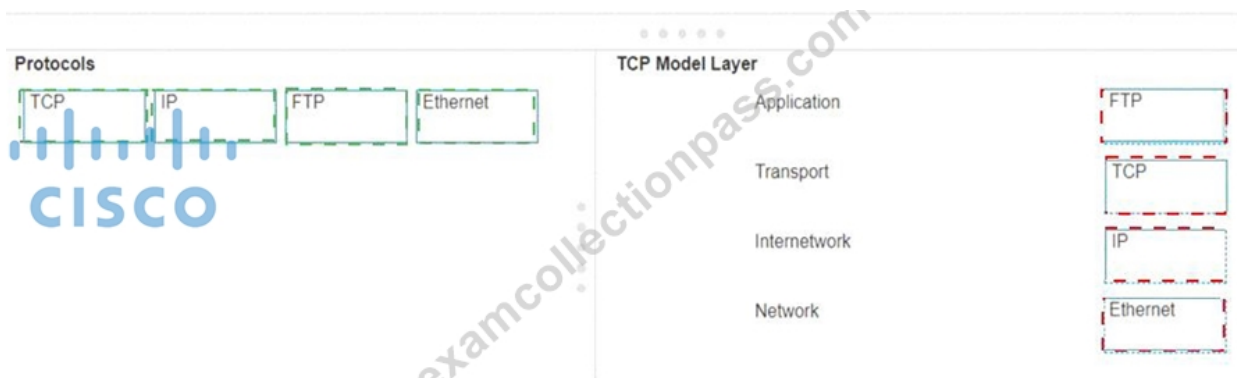 Protocols
TCP IP FTP Ethernet
CISCO
TCP Model Layer
Application FTP
Transport TCP
Internetwork IP
Network Ethernet
examcollectionpass.com